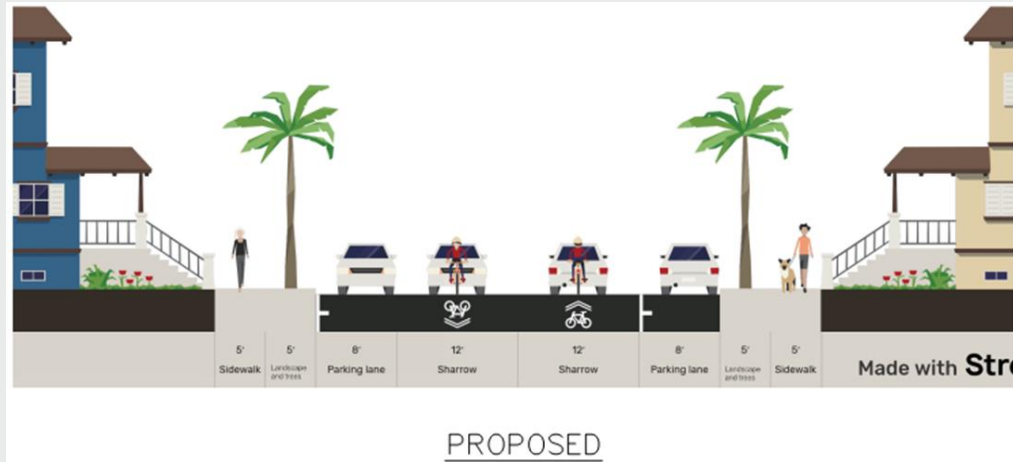 5' 5' 8' 12' 12' 8' 5' 5'
Sidewalk Landscape and trees Parking lane Sharrow Sharrow Parking lane Landscape and trees Sidewalk
Made with
PROPOSED